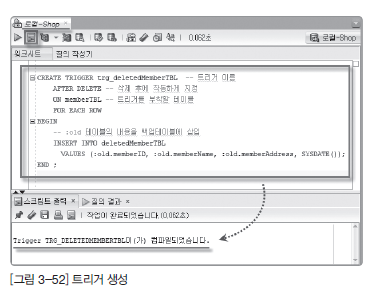 로컬-Shop
0.062초
로컬-Shop
워크시트 질의 작성기
CREATE TRIGGER trg_deletedMemberTBL -- 트리거 이름
AFTER DELETE -- 삭제 후에 작동하게 지정
ON memberTBL -- 트리거를 부착할 테이블
FOR EACH ROW
BEGIN
-- :old 테이블의 내용을 백업테이블에 삽입
INSERT INTO deletedMemberTBL
VALUES (:old.memberID, :old.memberName, :old.memberAddress, SYSDATE());
END ;
스크립트 출력 × 질의 결과 ×
작업이 완료되었습니다.(0.062초)
Trigger TRG_DELETEDMEMBERTBL이(가) 컴파일되었습니다.
[그림 3-52] 트리거 생성